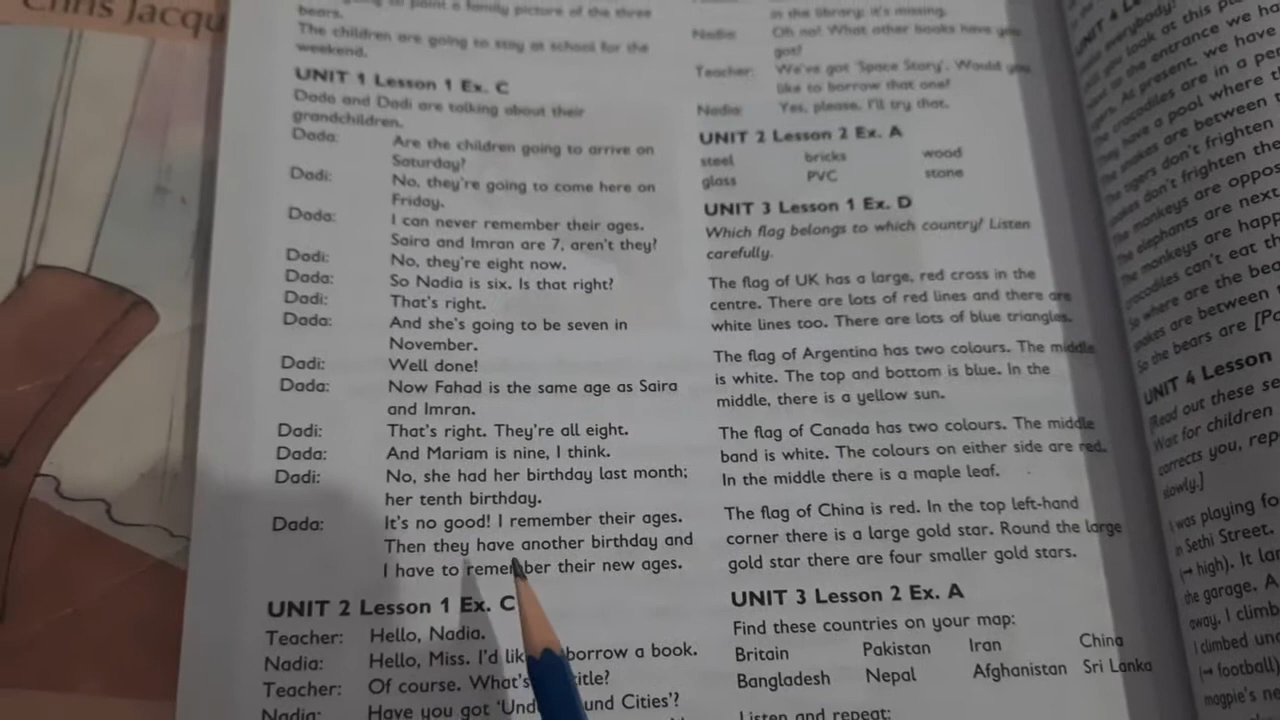 Chris Jacqu
to paint a family picture of the three
bears.
The children are going to stay at school for the
weekend.
UNIT 1 Lesson 1 Ex. C
Dada and Dadi are talking about their
grandchildren.
Dada: Are the children going to arrive on
Saturday?
Dadi: No, they're going to come here on
Friday.
Dada: I can never remember their ages.
Saira and Imran are 7, aren't they?
Dadi: No, they're eight now.
Dada: So Nadia is six. Is that right?
Dadi: That's right.
Dada: And she's going to be seven in
November.
Dadi: Well done!
Dada: Now Fahad is the same age as Saira
and Imran.
Dadi: That's right. They're all eight.
Dada: And Mariam is nine, I think.
Dadi: No, she had her birthday last month;
her tenth birthday.
Dada: It's no good! I remember their ages.
Then they have another birthday and
I have to remember their new ages.
UNIT 2 Lesson 1 Ex. C
Teacher: Hello, Nadia.
Nadia: Hello, Miss. I'd borrow a book.
Teacher: Of course. What's title?
Nadia: Have you got 'Und und Cities'?
in the library; it's missing.
Nadia: Oh no! What other books have you
got?
Teacher: We've got 'Space Story'. Would you
like to borrow that one?
Nadia: Yes, please. I'll try that.
UNIT 2 Lesson 2 Ex. A
steel bricks wood
glass PVC stone
UNIT 3 Lesson 1 Ex. D
Which flag belongs to which country? Listen
carefully.
The flag of UK has a large, red cross in the
centre. There are lots of red lines and there are
white lines too. There are lots of blue triangles.
The flag of Argentina has two colours. The middle
is white. The top and bottom is blue. In the
middle, there is a yellow sun.
The flag of Canada has two colours. The middle
band is white. The colours on either side are red.
In the middle there is a maple leaf.
The flag of China is red. In the top left-hand
corner there is a large gold star. Round the large
gold star there are four smaller gold stars.
UNIT 3 Lesson 2 Ex. A
Find these countries on your map:
Britain Pakistan Iran China
Bangladesh Nepal Afghanistan Sri Lanka
Listen and repeat:
UNIT 4 Le
everybody!
look at this
the entrance we ha
At present, we have
crocodiles are in a per
have a pool where t
are between
tigers don't frighten
don't frighten the
monkeys are oppos
elephants are next
monkeys are happ
crocodiles can't eat th
So where are the bea
are between
So the bears are [Pa
UNIT 4 Lesson
[Read out these se
Wait for children
corrects you, rep
slowly.]
I was playing fo
in Sethi Street.
high). It lar
the garage. A
away. I climb
I climbed und
football)
magpie's ne